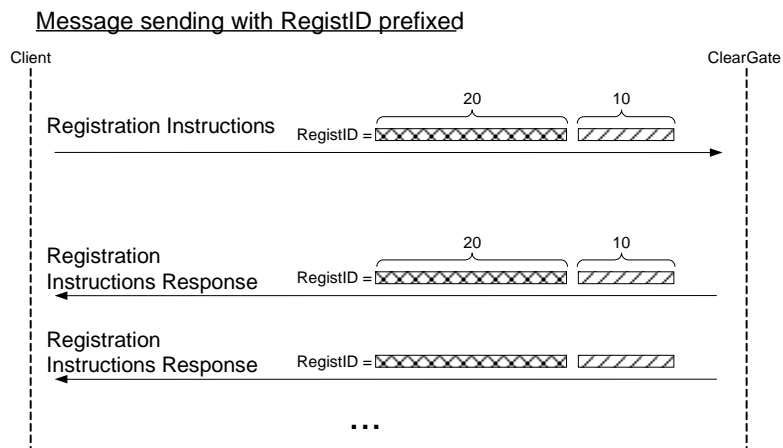 Message sending with RegistID prefixed
Client
ClearGate
20
10
Registration Instructions
RegistID =
20
10
Registration
Instructions Response
RegistID =
Registration
Instructions Response
RegistID =
...